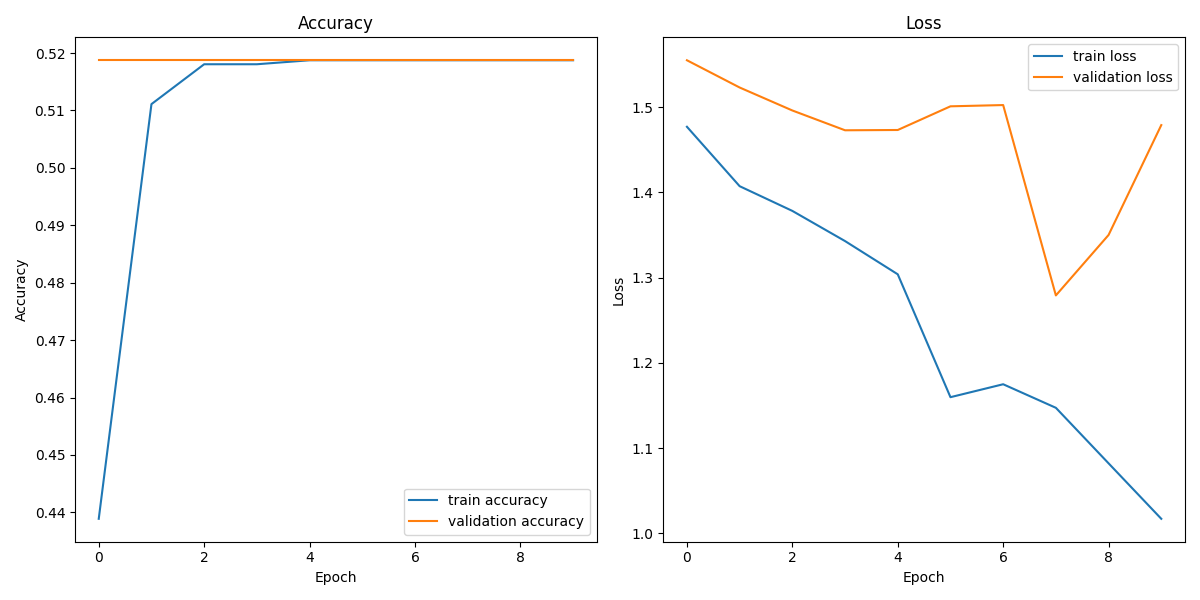 Accuracy
0.52
0.51
0.50
0.49
0.48
0.47
0.46
0.45
0.44
Accuracy
train accuracy
validation accuracy
0
2
4
6
8
Epoch
Loss
train loss
validation loss
1.5
1.4
1.3
1.2
1.1
1.0
Loss
0
2
4
6
8
Epoch